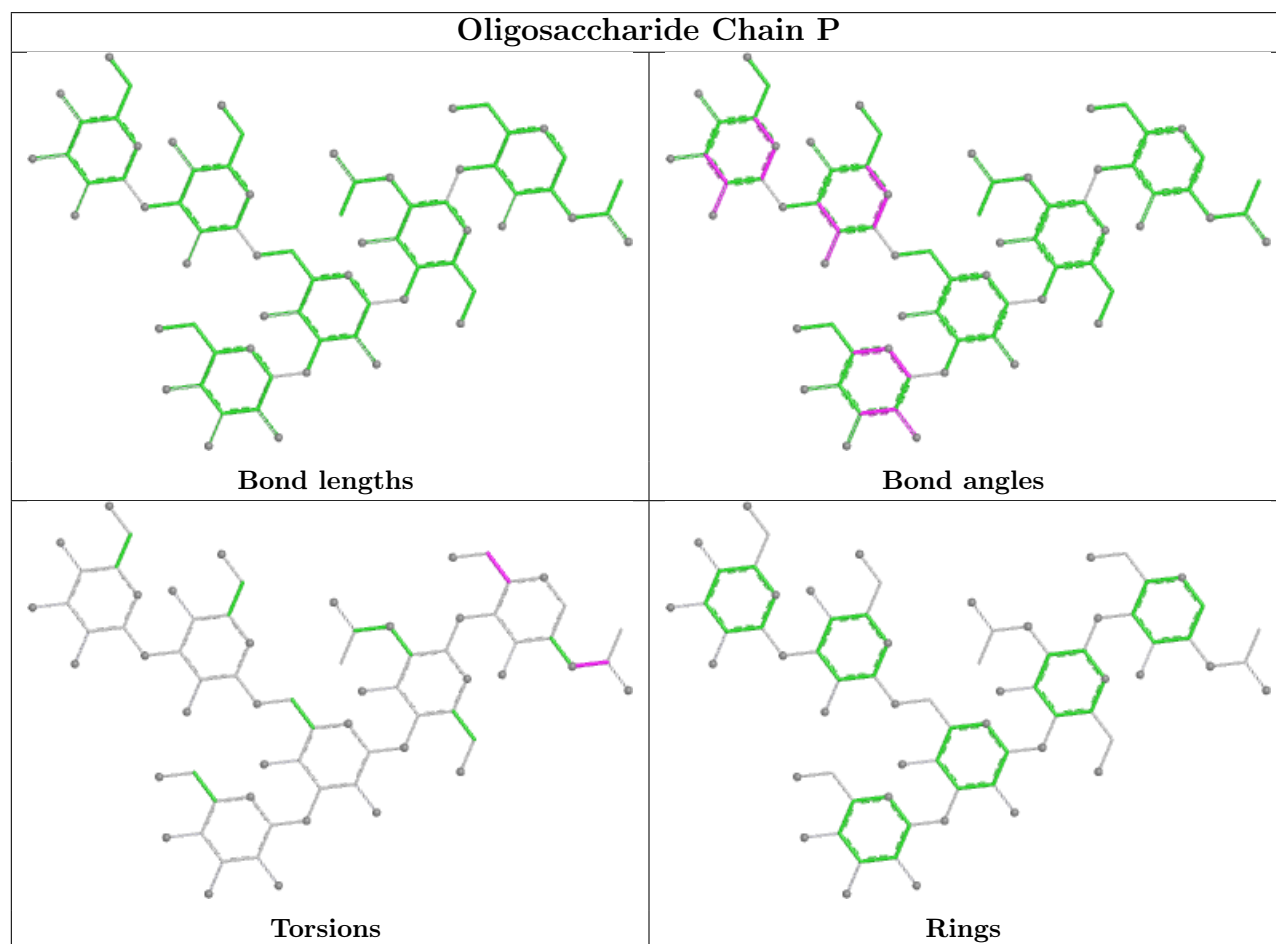 Oligosaccharide Chain P
Bond lengths
Bond angles
Torsions
Rings